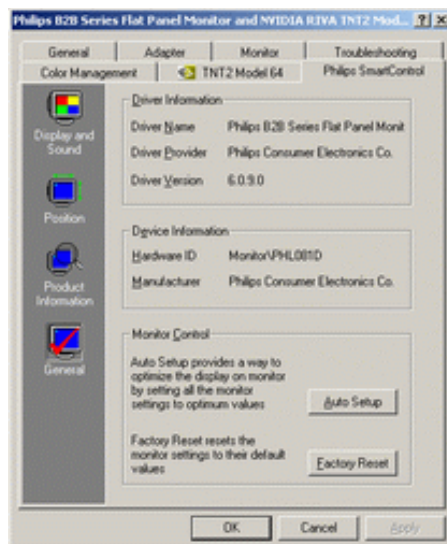 Philips B2B Series Flat Panel Monitor and NVIDIA RIVA TNT2 Mod... ? X
General Adapter Monitor Troubleshooting
Color Management TNT2 Model 64 Philips SmartControl
Display and
Sound
Position
Product
Information
General
Driver Information
Driver Name Philips B2B Series Flat Panel Monit
Driver Provider Philips Consumer Electronics Co.
Driver Version 6.0.9.0
Device Information
Hardware ID Monitor\PHL081D
Manufacturer Philips Consumer Electronics Co.
Monitor Control
Auto Setup provides a way to
optimize the display on monitor
by setting all the monitor
settings to optimum values
Auto Setup
Factory Reset resets the
monitor settings to their default
values
Factory Reset
OK Cancel Apply